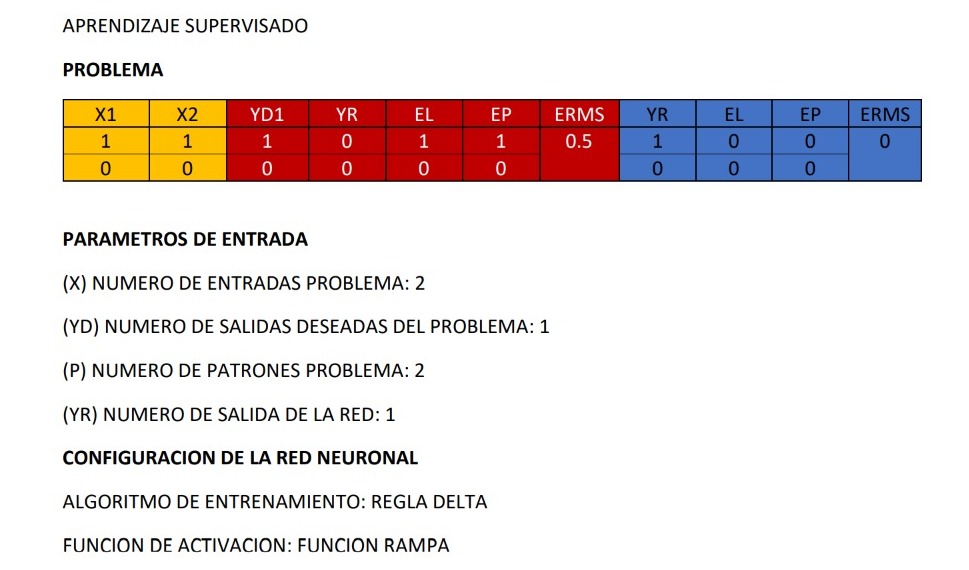 APRENDIZAJE SUPERVISADO
PROBLEMA
X1 X2 YD1 YR EL EP ERMS YR EL EP ERMS
1 1 1 0 1 1 0.5 1 0 0 0
0 0 0 0 0 0 0 0 0
PARAMETROS DE ENTRADA
(X) NUMERO DE ENTRADAS PROBLEMA: 2
(YD) NUMERO DE SALIDAS DESEADAS DEL PROBLEMA: 1
(P) NUMERO DE PATRONES PROBLEMA: 2
(YR) NUMERO DE SALIDA DE LA RED: 1
CONFIGURACION DE LA RED NEURONAL
ALGORITMO DE ENTRENAMIENTO: REGLA DELTA
FUNCION DE ACTIVACION: FUNCION RAMPA